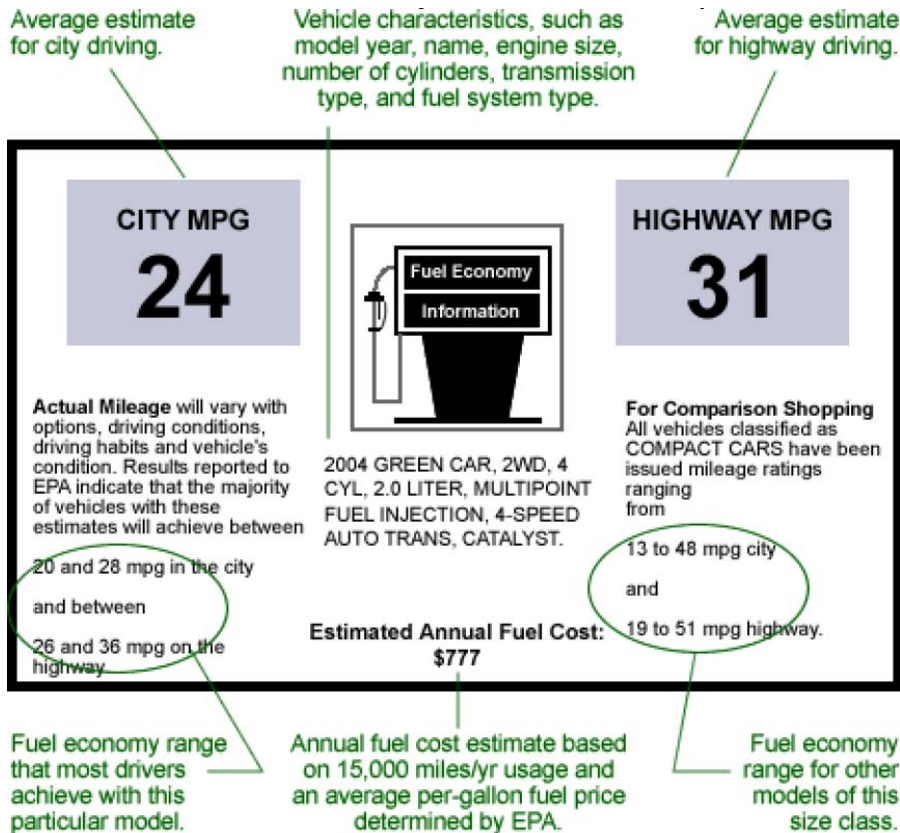 Average estimate
for city driving.
Vehicle characteristics, such as
model year, name, engine size,
number of cylinders, transmission
type, and fuel system type.
Average estimate
for highway driving.
CITY MPG
24
Fuel Economy
Information
HIGHWAY MPG
31
Actual Mileage will vary with
options, driving conditions,
driving habits and vehicle's
condition. Results reported to
EPA indicate that the majority
of vehicles with these
estimates will achieve between
20 and 28 mpg in the city
and between
26 and 36 mpg on the
highway.
2004 GREEN CAR, 2WD, 4
CYL, 2.0 LITER, MULTIPOINT
FUEL INJECTION, 4-SPEED
AUTO TRANS, CATALYST.
Estimated Annual Fuel Cost:
$777
For Comparison Shopping
All vehicles classified as
COMPACT CARS have been
issued mileage ratings
ranging
from
13 to 48 mpg city
and
19 to 51 mpg highway.
Fuel economy range
that most drivers
achieve with this
particular model.
Annual fuel cost estimate based
on 15,000 miles/yr usage and
an average per-gallon fuel price
determined by EPA.
Fuel economy
range for other
models of this
size class.